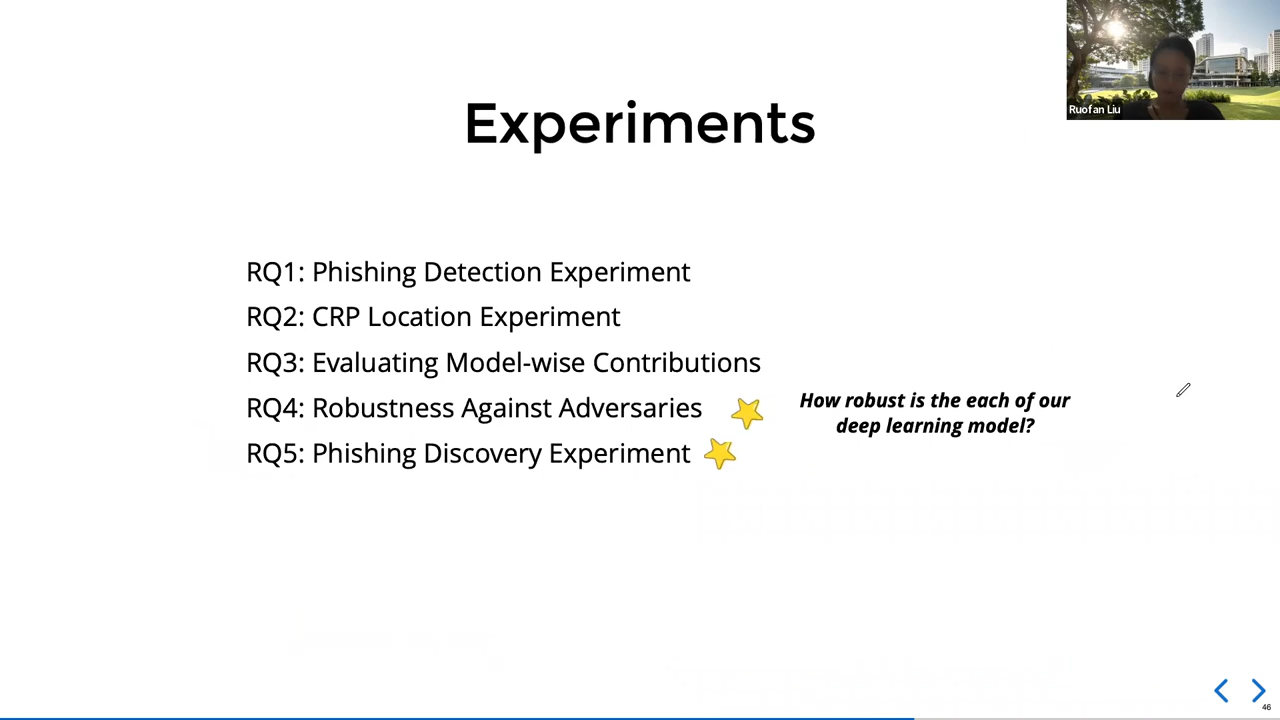 Ruofan Liu
Experiments
RQ1: Phishing Detection Experiment
RQ2: CRP Location Experiment
RQ3: Evaluating Model-wise Contributions
RQ4: Robustness Against Adversaries
How robust is the each of our
deep learning model?
RQ5: Phishing Discovery Experiment
46